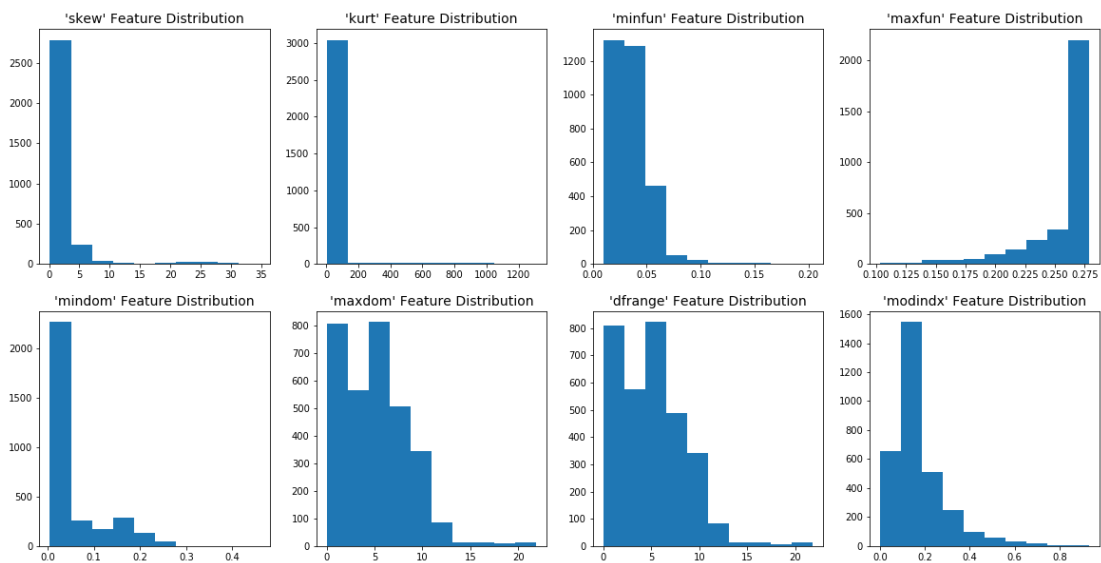 'skew' Feature Distribution 'kurt' Feature Distribution 'minfun' Feature Distribution 'maxfun' Feature Distribution
2500 3000 1200 2000
2000 2500 1000 1500
1500 2000 800 1000
1000 1500 600 500
500 1000 400 0
0 500 200
0 0
0 5 10 15 20 25 30 35 0 200 400 600 800 1000 1200 0.00 0.05 0.10 0.15 0.20 0.100 0.125 0.150 0.175 0.200 0.225 0.250 0.275
'mindom' Feature Distribution 'maxdom' Feature Distribution 'dfrange' Feature Distribution 'modindx' Feature Distribution
2000 800 800 1600
1500 700 700 1400
1000 600 600 1200
500 500 500 1000
0 400 400 800
300 300 600
200 200 400
100 100 200
0 0 0
0.0 0.1 0.2 0.3 0.4 0 5 10 15 20 0 5 10 15 20 0.0 0.2 0.4 0.6 0.8